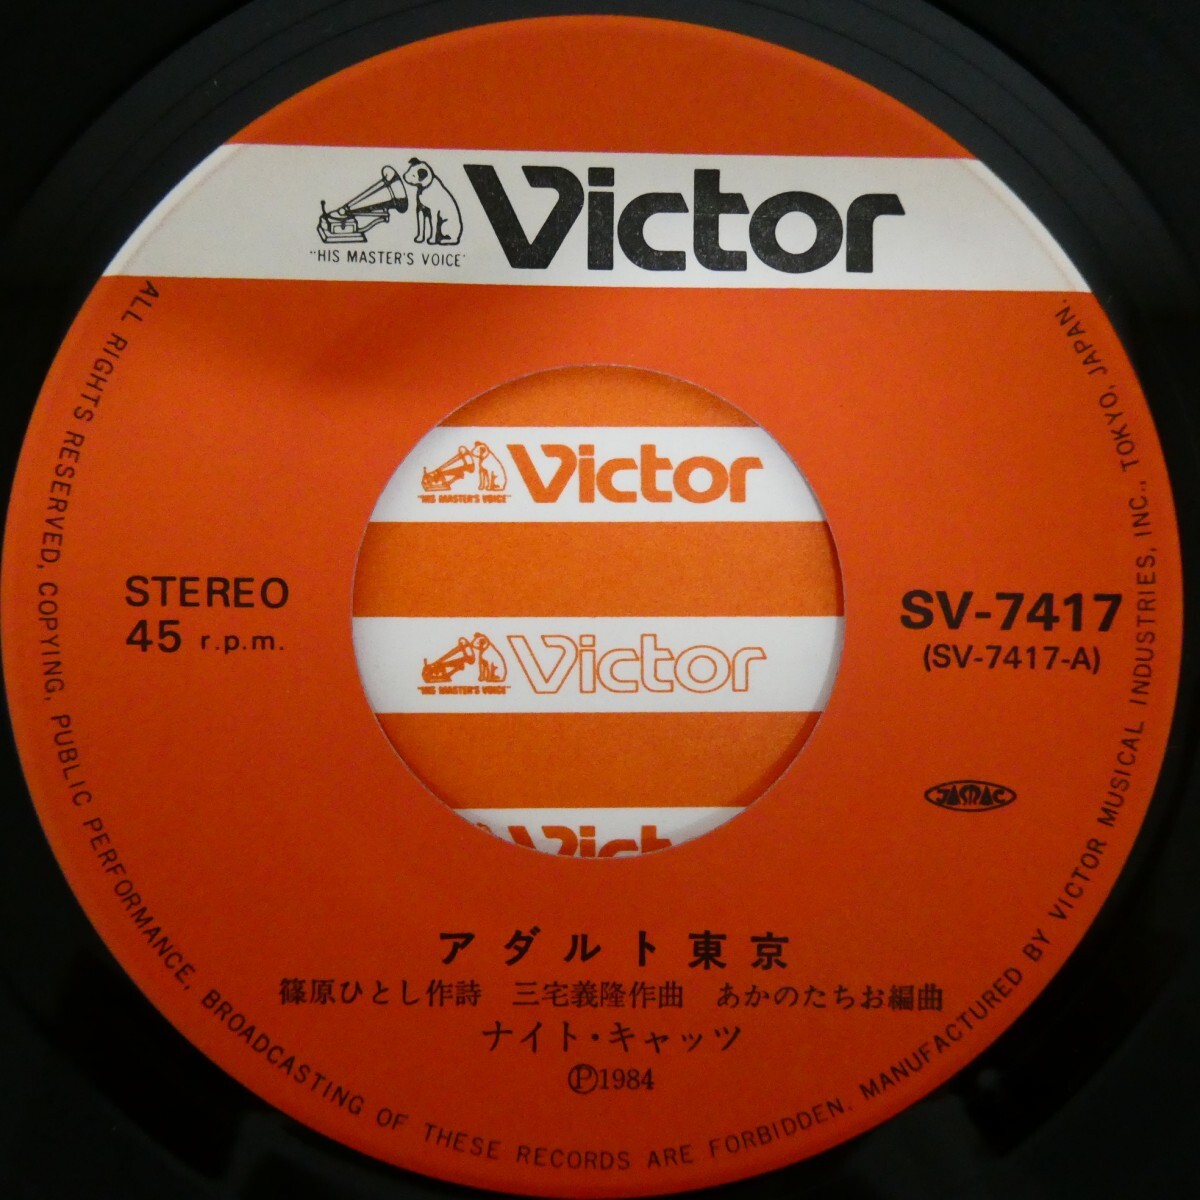 Victor
"HIS MASTER'S VOICE"
Victor
"HIS MASTER'S VOICE"
Victor
"HIS MASTER'S VOICE"
Victor
STEREO
45 r.p.m.
SV-7417
(SV-7417-A)
JASRAC
アダルト東京
篠原ひとし作詩 三宅義隆作曲 あかのたちお編曲
ナイト・キャッツ
Ⓟ1984
ALL RIGHTS RESERVED, COPYING, PUBLIC PERFORMANCE, BROADCASTING OF THESE RECORDS ARE FORBIDDEN. MANUFACTURED BY VICTOR MUSICAL INDUSTRIES, INC., TOKYO, JAPAN.